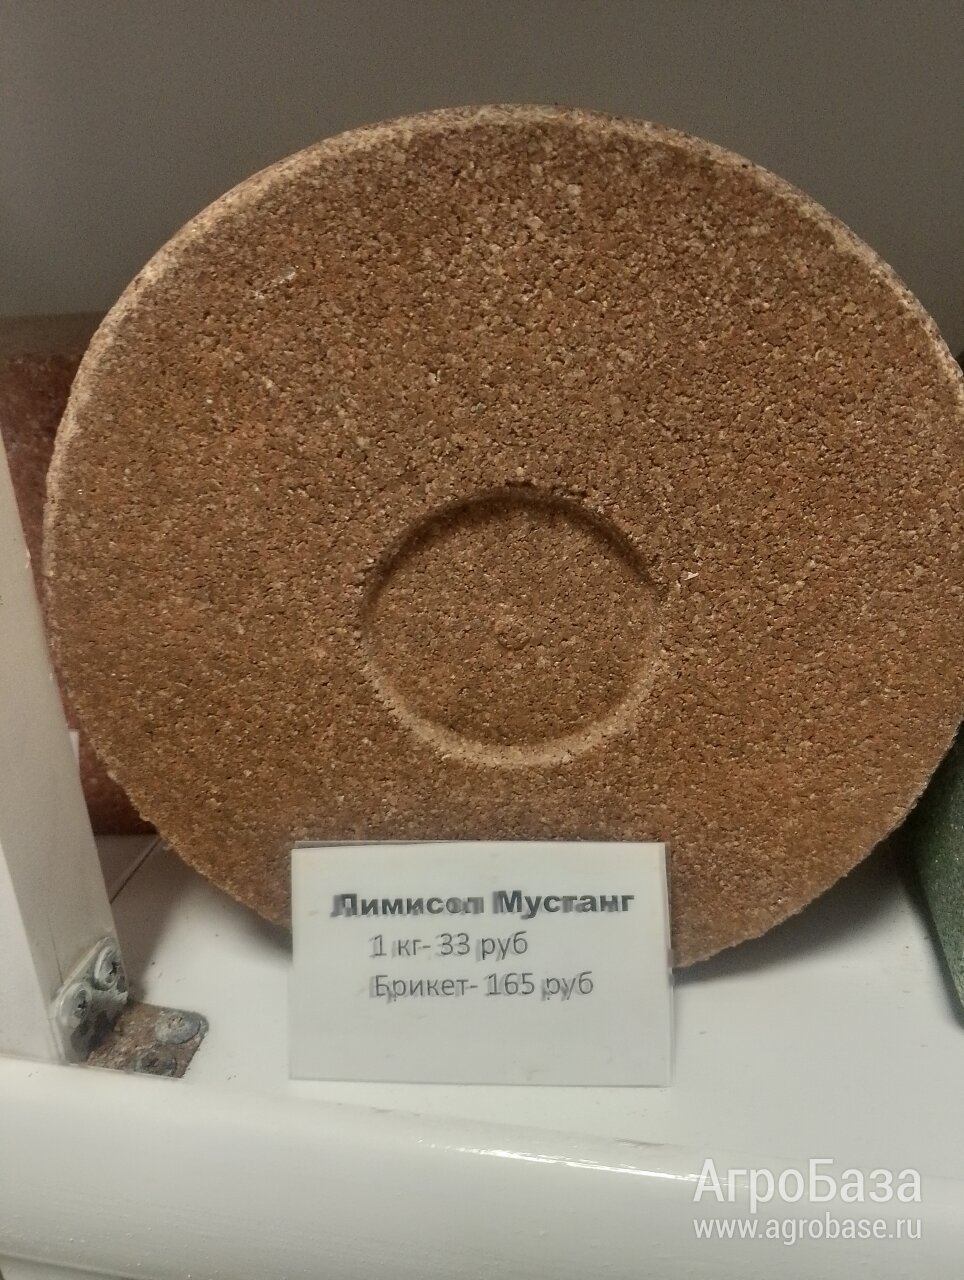 Лимисол Мустанг
1 кг- 33 руб
Брикет- 165 руб
АгроБаза
www.agrobase.ru